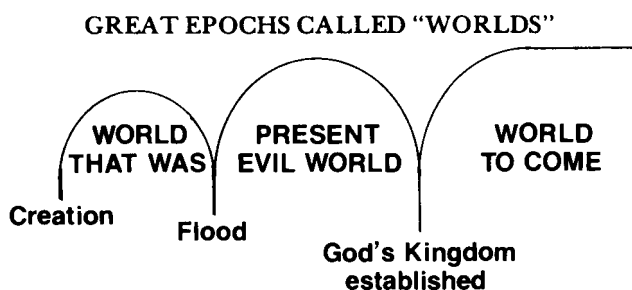 GREAT EPOCHS CALLED “WORLDS”
WORLD
THAT WAS
PRESENT
EVIL WORLD
WORLD
TO COME
Creation
Flood
God's Kingdom
established